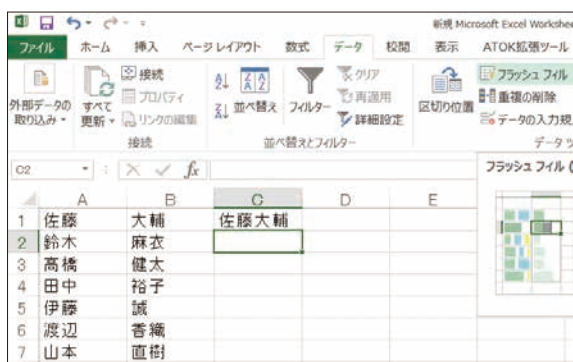 新規 Microsoft Excel Workshee
ファイル ホーム 挿入 ページ レイアウト 数式 データ 校閲 表示 ATOK拡張ツール
外部データの取り込み
すべて更新
接続
プロパティ
リンクの編集
接続
並べ替え
フィルター
クリア
再適用
詳細設定
並べ替えとフィルター
区切り位置
フラッシュ フィル
重複の削除
データの入力規
データ ツ
C2 fx
フラッシュ フィル (
A B C D E
1 佐藤 大輔 佐藤大輔
2 鈴木 麻衣
3 高橋 健太
4 田中 裕子
5 伊藤 誠
6 渡辺 香織
7 山本 直樹